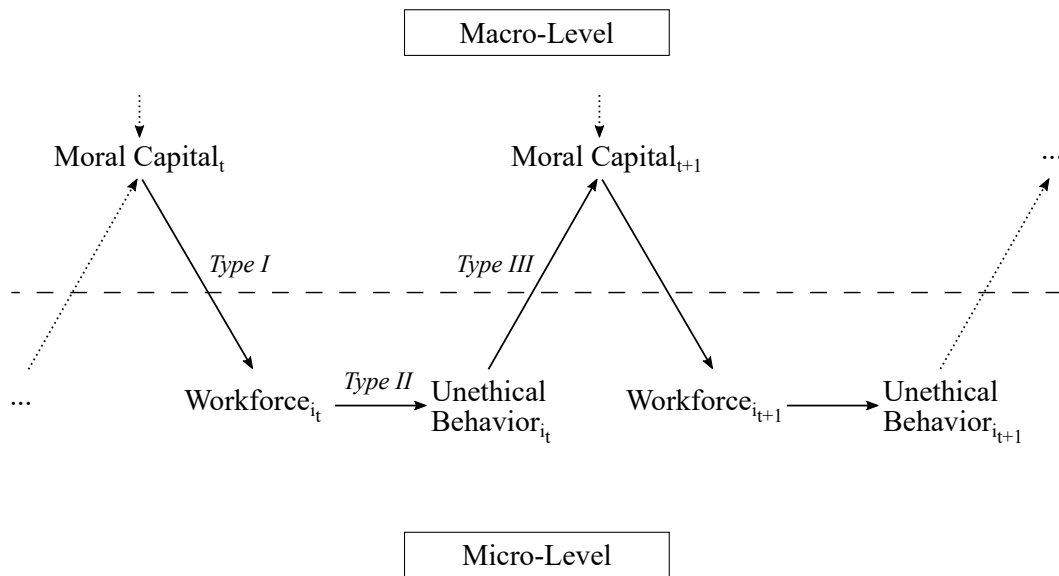 Macro-Level
Moral Capital_t
Moral Capital_t+1
...
Type I
Type III
...
Workforce_i_t
Type II
Unethical
Behavior_i_t
Workforce_i_t+1
Unethical
Behavior_i_t+1
Micro-Level